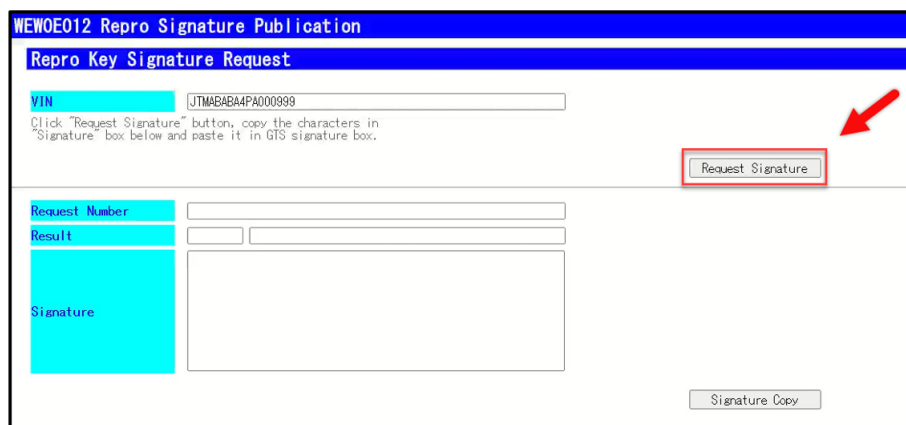 WEWOE012 Repro Signature Publication
Repro Key Signature Request
VIN
JTMABABA4PA000999
Click "Request Signature" button, copy the characters in
"Signature" box below and paste it in GTS signature box.
Request Signature
Request Number
Result
Signature
Signature Copy